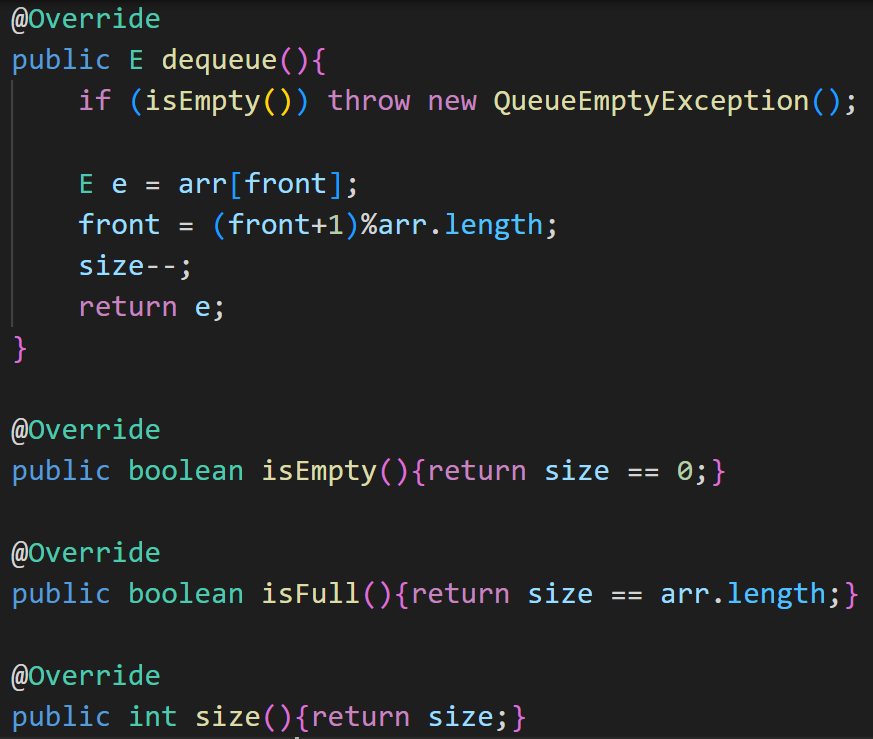 @Override
public E dequeue(){
    if (isEmpty()) throw new QueueEmptyException();
    E e = arr[front];
    front = (front+1)%arr.length;
    size--;
    return e;
}
@Override
public boolean isEmpty(){return size == 0;}
@Override
public boolean isFull(){return size == arr.length;}
@Override
public int size(){return size;}